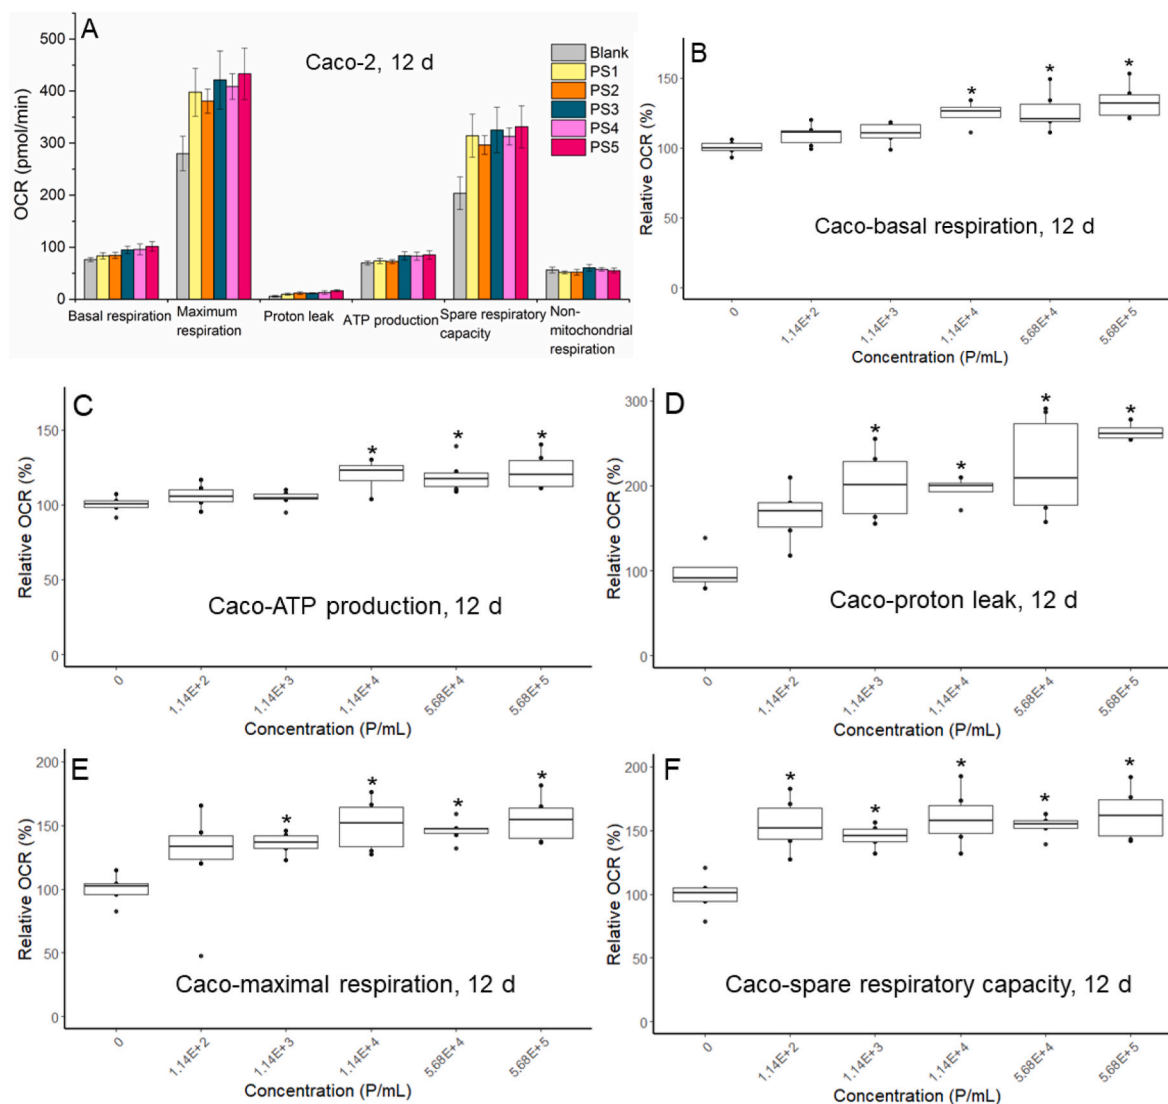 A
Caco-2, 12 d
OCR (pmol/min)
500
400
300
200
100
0
Blank
PS1
PS2
PS3
PS4
PS5
Basal respiration
Maximum
respiration
Proton leak
ATP production
Spare respiratory
capacity
Non-
mitochondrial
respiration
B
Relative OCR (%)
150
100
50
0
*
*
*
Caco-basal respiration, 12 d
0
1.14E+2
1.14E+3
1.14E+4
5.68E+4
5.68E+5
Concentration (P/mL)
C
Relative OCR (%)
150
100
50
0
*
*
*
Caco-ATP production, 12 d
0
1.14E+2
1.14E+3
1.14E+4
5.68E+4
5.68E+5
Concentration (P/mL)
D
Relative OCR (%)
300
200
100
0
*
*
*
*
Caco-proton leak, 12 d
0
1.14E+2
1.14E+3
1.14E+4
5.68E+4
5.68E+5
Concentration (P/mL)
E
Relative OCR (%)
200
150
100
50
0
*
*
*
*
Caco-maximal respiration, 12 d
0
1.14E+2
1.14E+3
1.14E+4
5.68E+4
5.68E+5
Concentration (P/mL)
F
Relative OCR (%)
200
150
100
50
0
*
*
*
*
*
Caco-spare respiratory capacity, 12 d
0
1.14E+2
1.14E+3
1.14E+4
5.68E+4
5.68E+5
Concentration (P/mL)